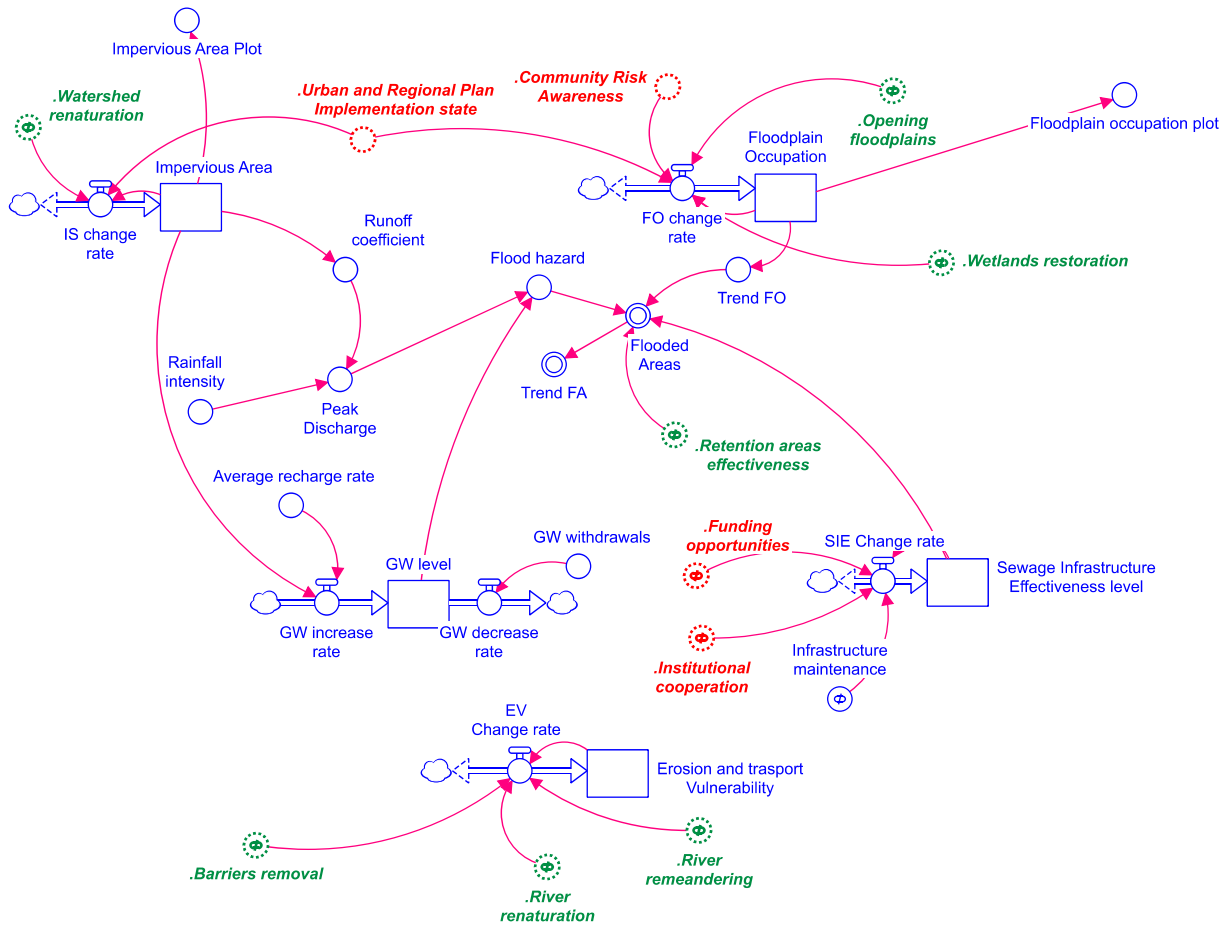 Impervious Area Plot
.Watershed
renaturation
.Urban and Regional Plan
Implementation state
.Community Risk
Awareness
.Opening
floodplains
Floodplain occupation plot
Floodplain
Occupation
Impervious Area
IS change
rate
Runoff
coefficient
FO change
rate
.Wetlands restoration
Flood hazard
Trend FO
Flooded
Areas
Trend FA
Rainfall
intensity
Peak
Discharge
.Retention areas
effectiveness
Average recharge rate
GW level
GW withdrawals
GW increase
rate
GW decrease
rate
.Funding
opportunities
SIE Change rate
Sewage Infrastructure
Effectiveness level
.Institutional
cooperation
Infrastructure
maintenance
EV
Change rate
Erosion and trasport
Vulnerability
.Barriers removal
.River
renaturation
.River
remeandering